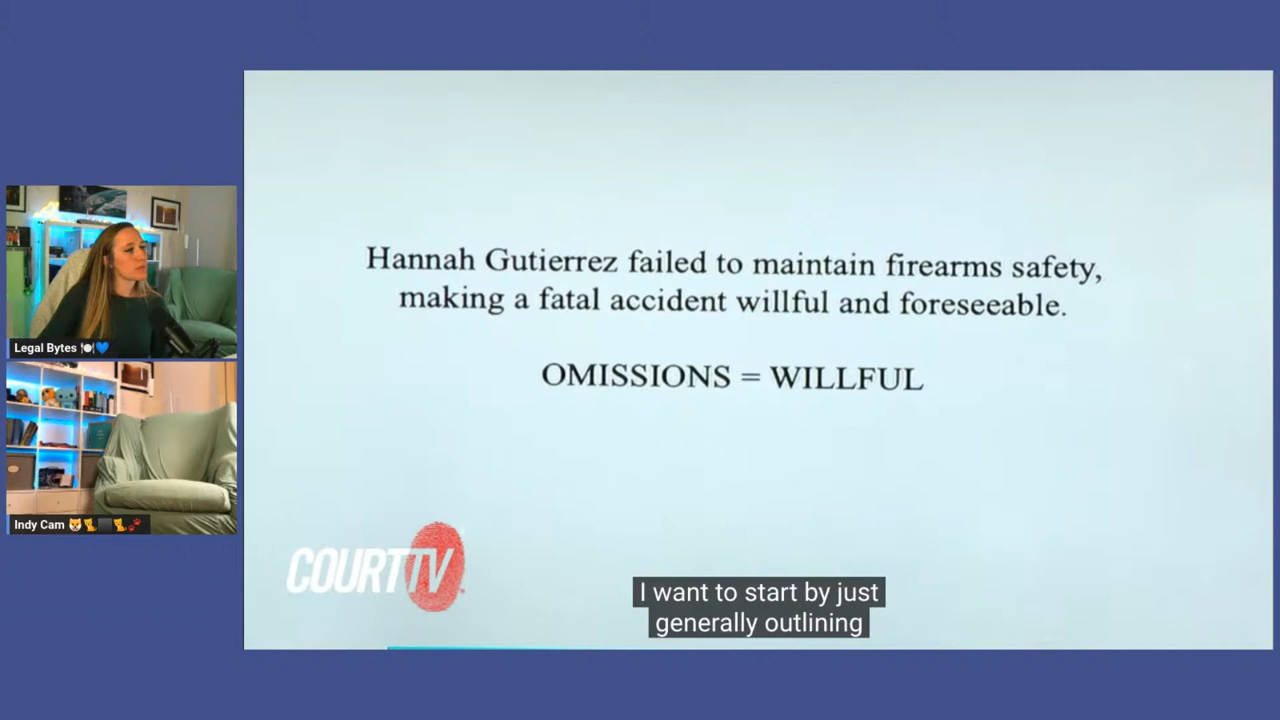 Hannah Gutierrez failed to maintain firearms safety,
making a fatal accident willful and foreseeable.
OMISSIONS = WILLFUL
Legal Bytes 🍽️💙
Indy Cam
COURT TV
I want to start by just
generally outlining